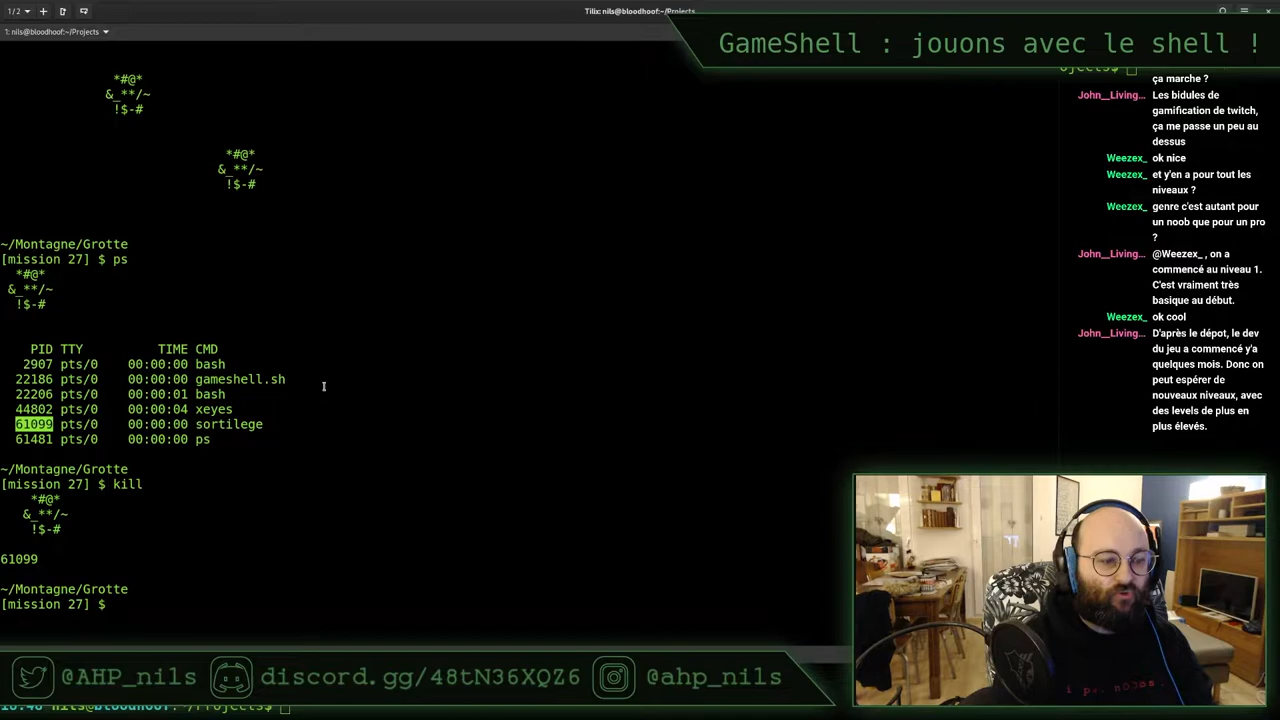 1/2
Tilix: nils@bloodhoof:~/Projects
1: nils@bloodhoof:~/Projects
GameShell : jouons avec le shell !
*#@*
&_**/~
!$-#
*#@*
&_**/~
!$-#
~/Montagne/Grotte
[mission 27] $ ps
*#@*
&_**/~
!$-#
PID TTY TIME CMD
2907 pts/0 00:00:00 bash
22186 pts/0 00:00:00 gameshell.sh
22206 pts/0 00:00:01 bash
44802 pts/0 00:00:04 xeyes
61099 pts/0 00:00:00 sortilege
61481 pts/0 00:00:00 ps
~/Montagne/Grotte
[mission 27] $ kill
*#@*
&_**/~
!$-#
61099
~/Montagne/Grotte
[mission 27] $
ça marche ?
John__Living… Les bidules de
gamification de twitch,
ça me passe un peu au
dessus
Weezex_ ok nice
Weezex_ et y'en a pour tout les
niveaux ?
Weezex_ genre c'est autant pour
un noob que pour un pro
?
John__Living… @Weezex_ , on a
commencé au niveau 1.
C'est vraiment très
basique au début.
Weezex_ ok cool
John__Living… D'après le dépot, le dev
du jeu a commencé y'a
quelques mois. Donc on
peut espérer de
nouveaux niveaux, avec
des levels de plus en
plus élevés.
@AHP_nils discord.gg/48tN36XQZ6 @ahp_nils
nils@bloodhoof:~/Projects$